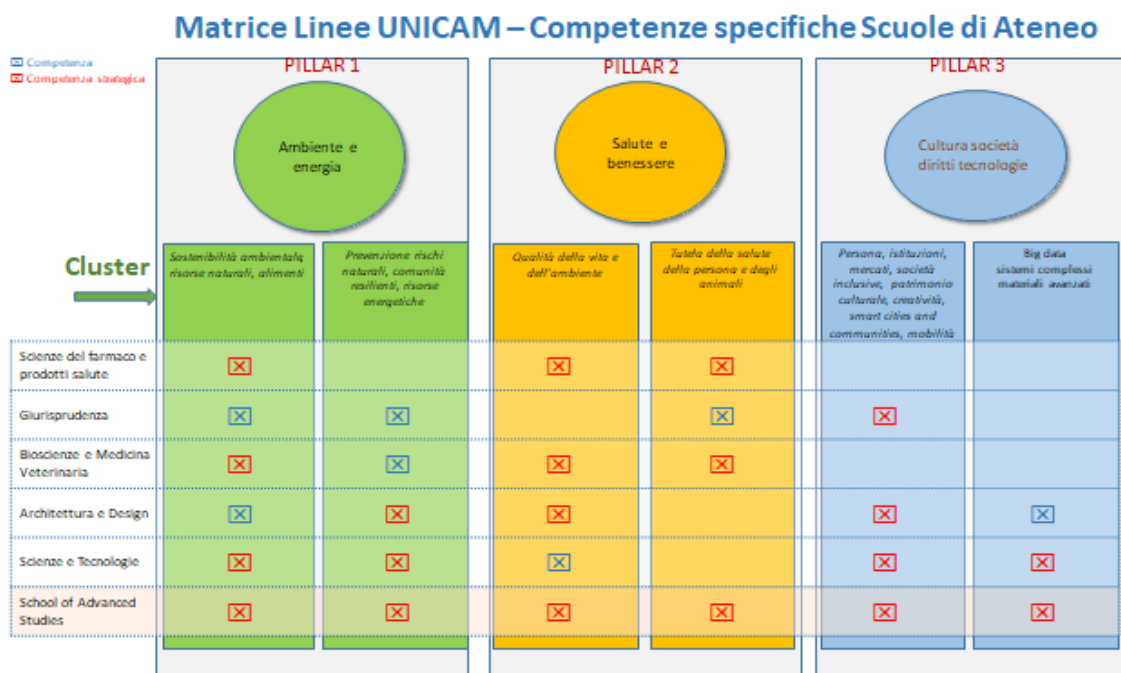 Matrice Linee UNICAM – Competenze specifiche Scuole di Ateneo
Competenza
Competenza strategica
PILLAR 1
PILLAR 2
PILLAR 3
Ambiente e
energia
Salute e
benessere
Cultura società
diritti tecnologie
Cluster
Sostenibilità ambientale,
risorse naturali, alimenti
Prevenzione rischi
naturali, comunità
resilienti, risorse
energetiche
Qualità della vita e
dell'ambiente
Tutela della salute
della persona e degli
animali
Persona, istituzioni,
mercati, società
inclusive, patrimonio
culturale, creatività,
smart cities and
communities, mobilità
Big data
sistemi complessi
materiali avanzati
Scienze del farmaco e
prodotti salute
Giurisprudenza
Bioscienze e Medicina
Veterinaria
Architettura e Design
Scienze e Tecnologie
School of Advanced
Studies